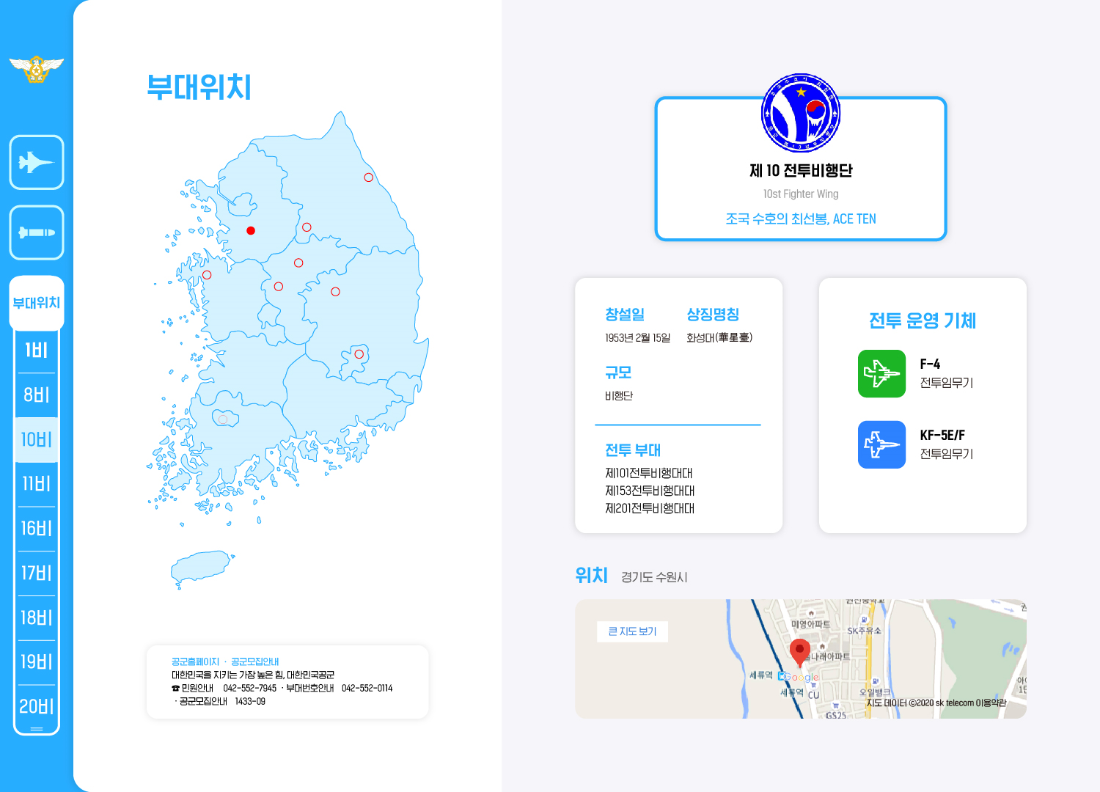 부대위치
1비
8비
10비
11비
16비
17비
18비
19비
20비
부대위치
공군홈페이지 · 공군모집안내
대한민국을 지키는 가장 높은 힘, 대한민국공군
☎ 민원안내 042-552-7945 · 부대번호안내 042-552-0114
· 공군모집안내 1433-09
제 10 전투비행단
10st Fighter Wing
조국 수호의 최선봉, ACE TEN
창설일 상징명칭
1953년 2월 15일 화성대(華星臺)
규모
비행단
전투 부대
제101전투비행대대
제153전투비행대대
제201전투비행대대
전투 운영 기체
F-4
전투임무기
KF-5E/F
전투임무기
위치 경기도 수원시
큰 지도 보기
미영아파트
SK주유소
나래아파트
세류역
Google
세류역
CU
오일뱅크
GS25
지도 데이터 ©2020 sk telecom 이용약관